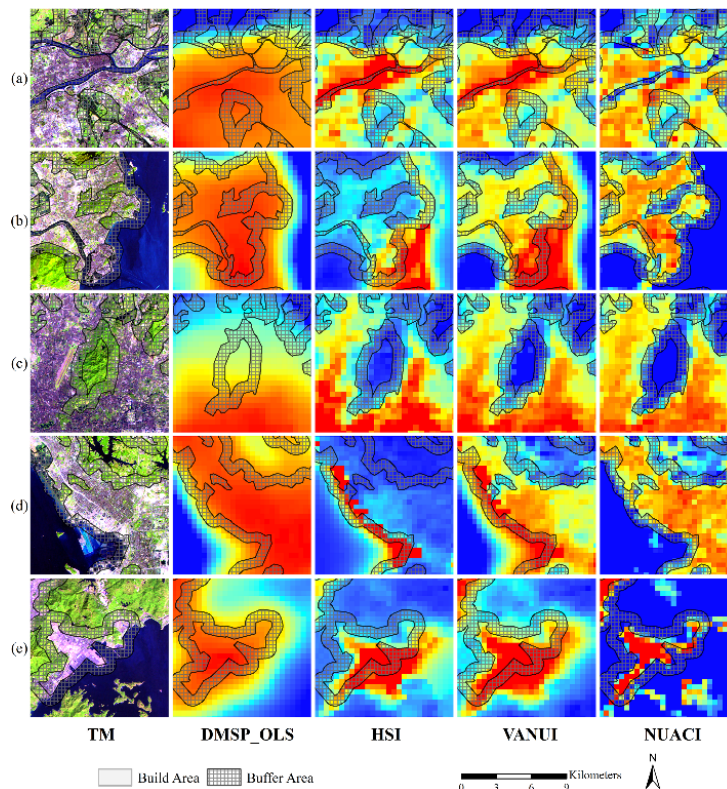 (a)
(b)
(c)
(d)
(e)
TM DMSP_OLS HSI VANUI NUACI
Build Area Buffer Area
Kilometers
0 3 6 9
N